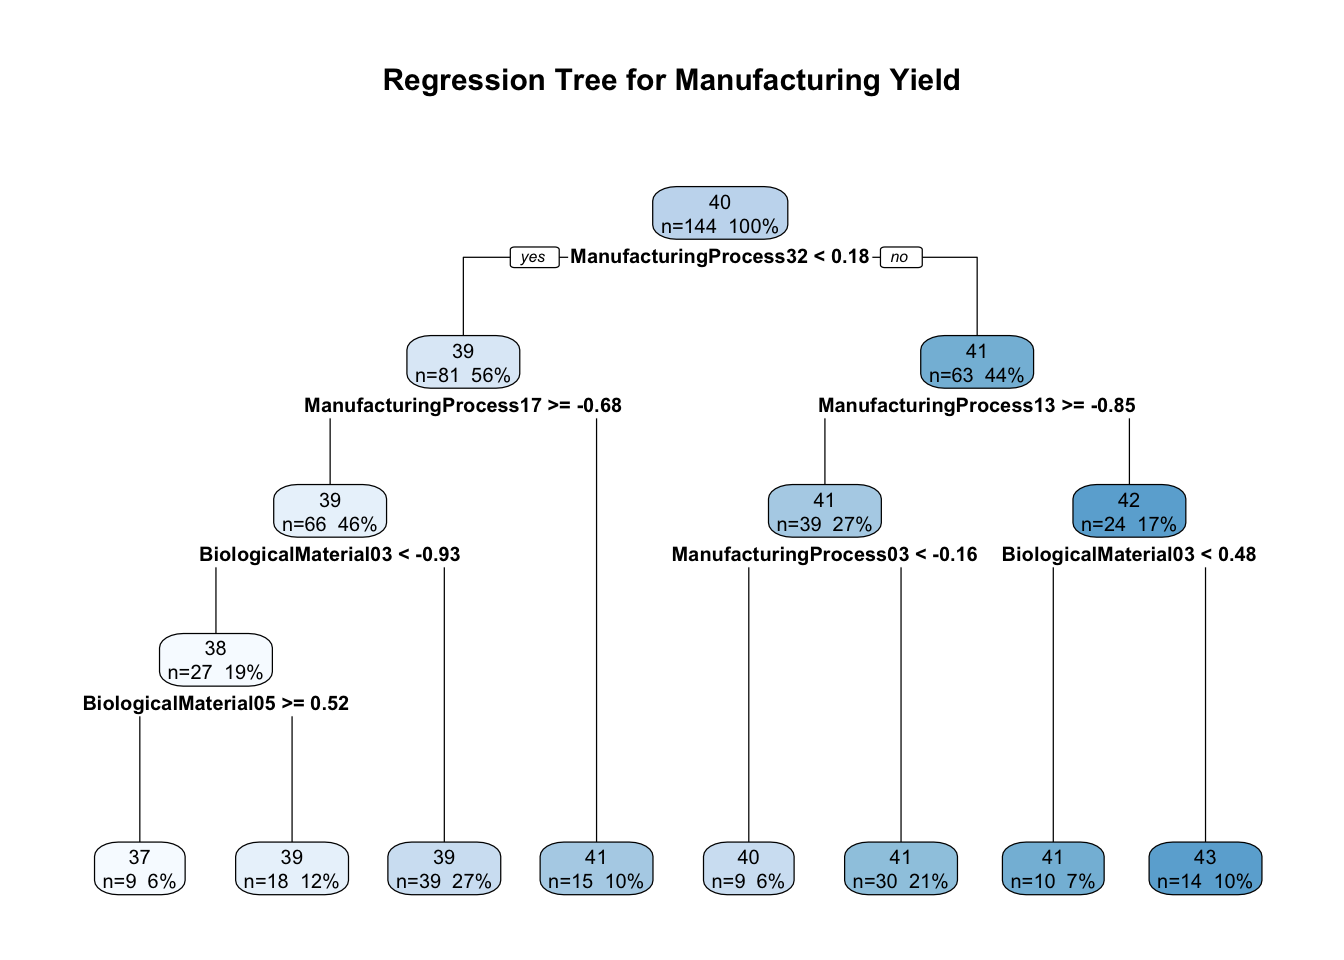 Regression Tree for Manufacturing Yield
40
n=144 100%
yes
ManufacturingProcess32 < 0.18
no
39
n=81 56%
41
n=63 44%
ManufacturingProcess17 >= -0.68
ManufacturingProcess13 >= -0.85
39
n=66 46%
41
n=39 27%
42
n=24 17%
BiologicalMaterial03 < -0.93
ManufacturingProcess03 < -0.16
BiologicalMaterial03 < 0.48
38
n=27 19%
BiologicalMaterial05 >= 0.52
37
n=9 6%
39
n=18 12%
39
n=39 27%
41
n=15 10%
40
n=9 6%
41
n=30 21%
41
n=10 7%
43
n=14 10%